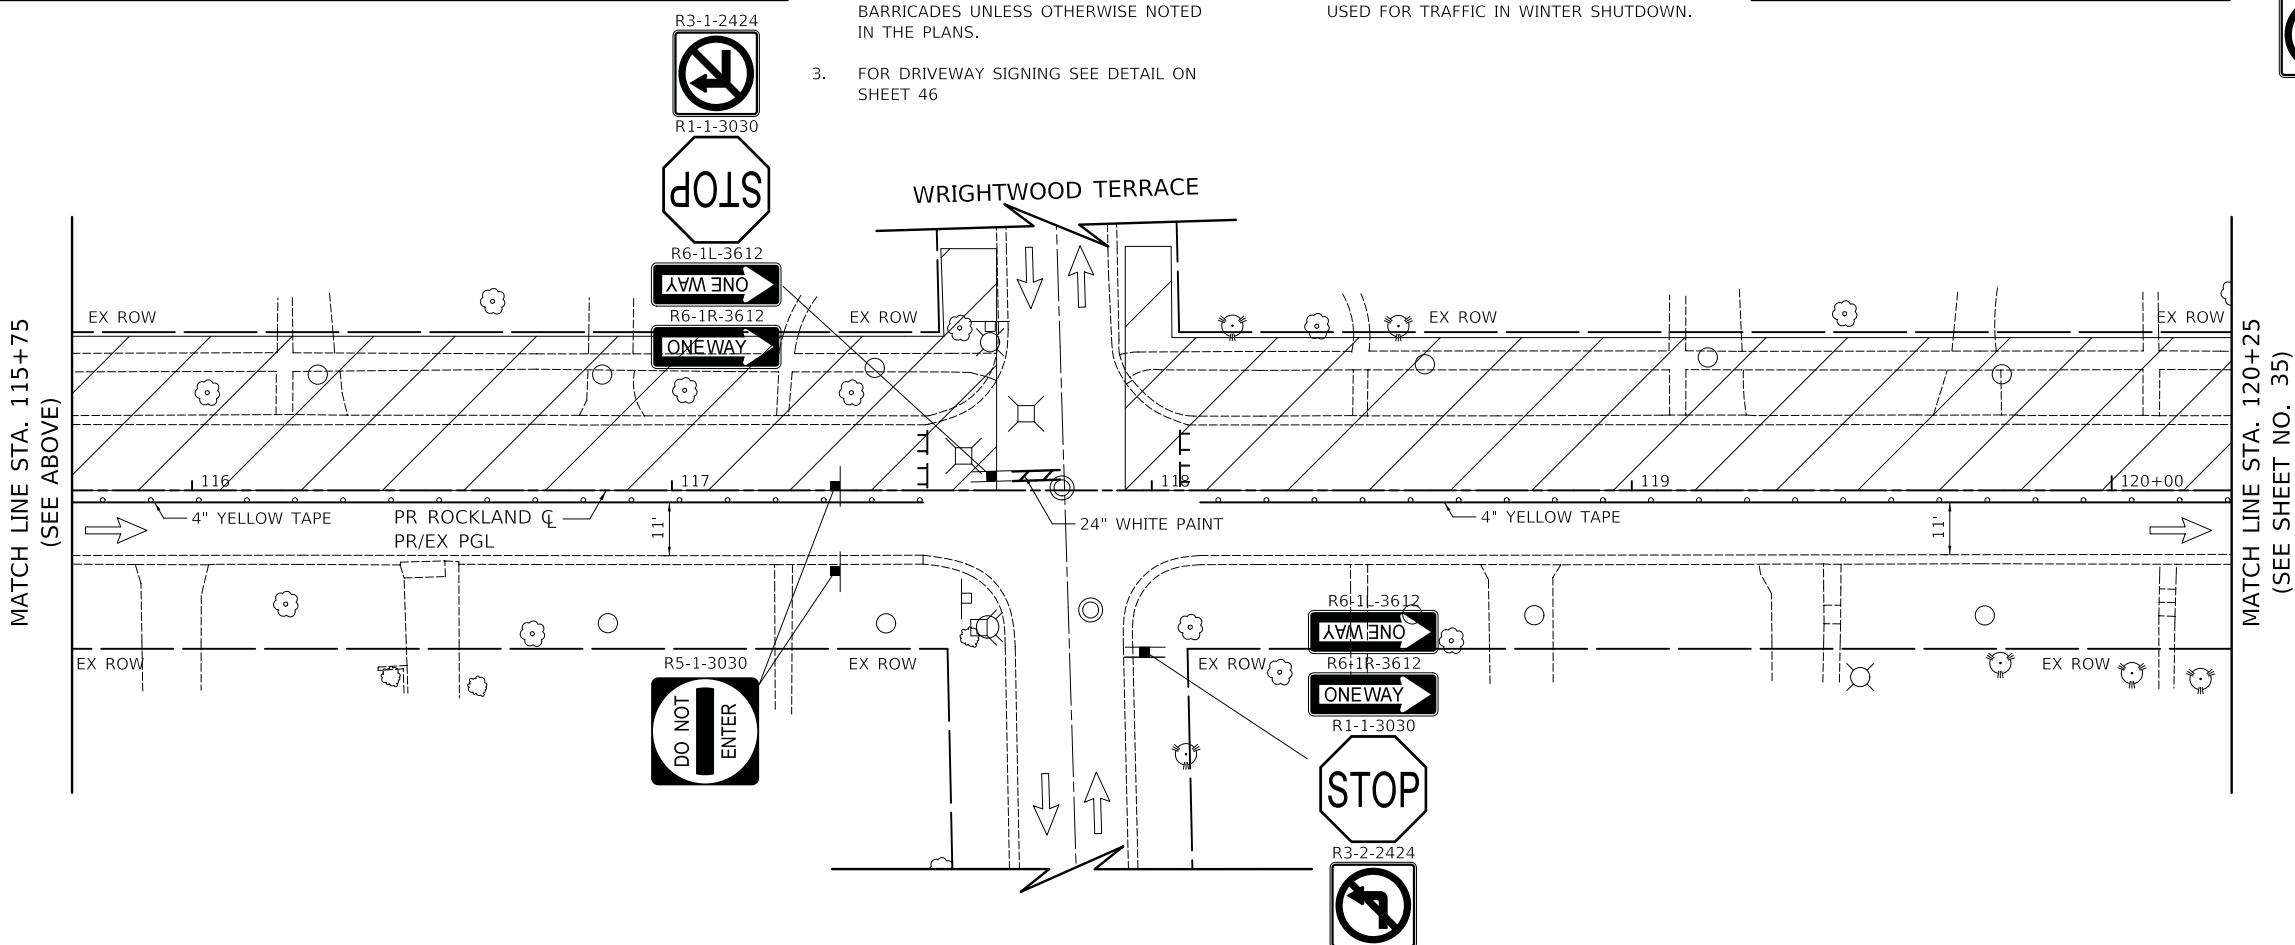 BARRICADES UNLESS OTHERWISE NOTED
IN THE PLANS.
3. FOR DRIVEWAY SIGNING SEE DETAIL ON
SHEET 46
USED FOR TRAFFIC IN WINTER SHUTDOWN.
R3-1-2424
R1-1-3030
STOP
R6-1L-3612
ONE WAY
R6-1R-3612
ONE WAY
WRIGHTWOOD TERRACE
MATCH LINE STA. 115+75
(SEE ABOVE)
EX ROW
EX ROW
EX ROW
EX ROW
116
117
118
119
120+00
4" YELLOW TAPE
PR ROCKLAND ℄
PR/EX PGL
11'
24" WHITE PAINT
4" YELLOW TAPE
11'
EX ROW
EX ROW
EX ROW
EX ROW
R5-1-3030
DO NOT
ENTER
R6-1L-3612
ONE WAY
R6-1R-3612
ONE WAY
R1-1-3030
STOP
R3-2-2424
MATCH LINE STA. 120+25
(SEE SHEET NO. 35)